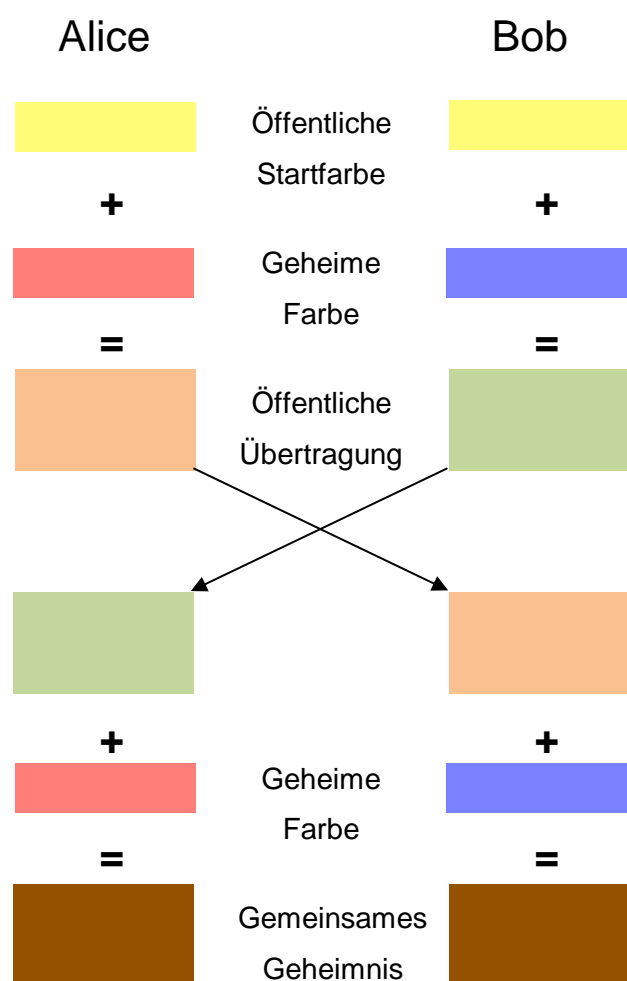 Alice
Bob
Öffentliche
Startfarbe
+
+
Geheime
Farbe
=
=
Öffentliche
Übertragung
+
+
Geheime
Farbe
=
=
Gemeinsames
Geheimnis